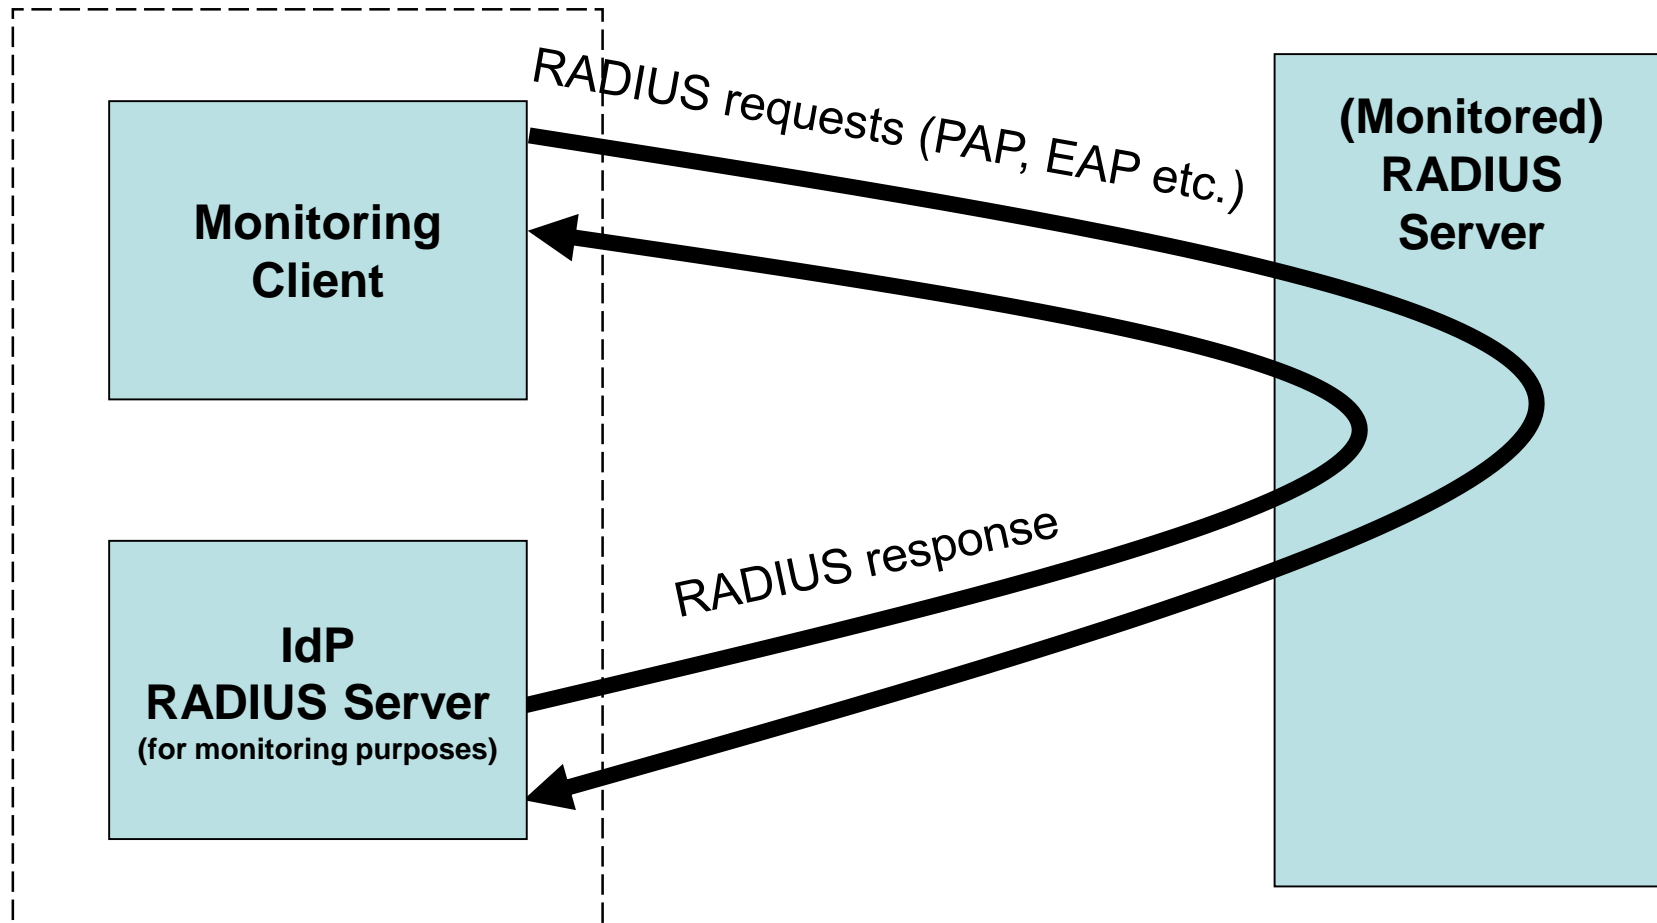 RADIUS requests (PAP, EAP etc.)
(Monitored)
RADIUS
Server
Monitoring
Client
RADIUS response
IdP
RADIUS Server
(for monitoring purposes)